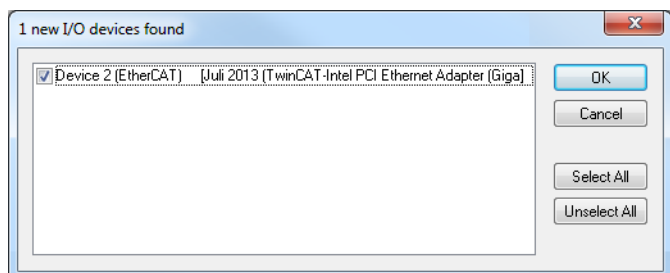 1 new I/O devices found
Device 2 (EtherCAT) [Juli 2013 (TwinCAT-Intel PCI Ethernet Adapter (Giga]
OK
Cancel
Select All
Unselect All